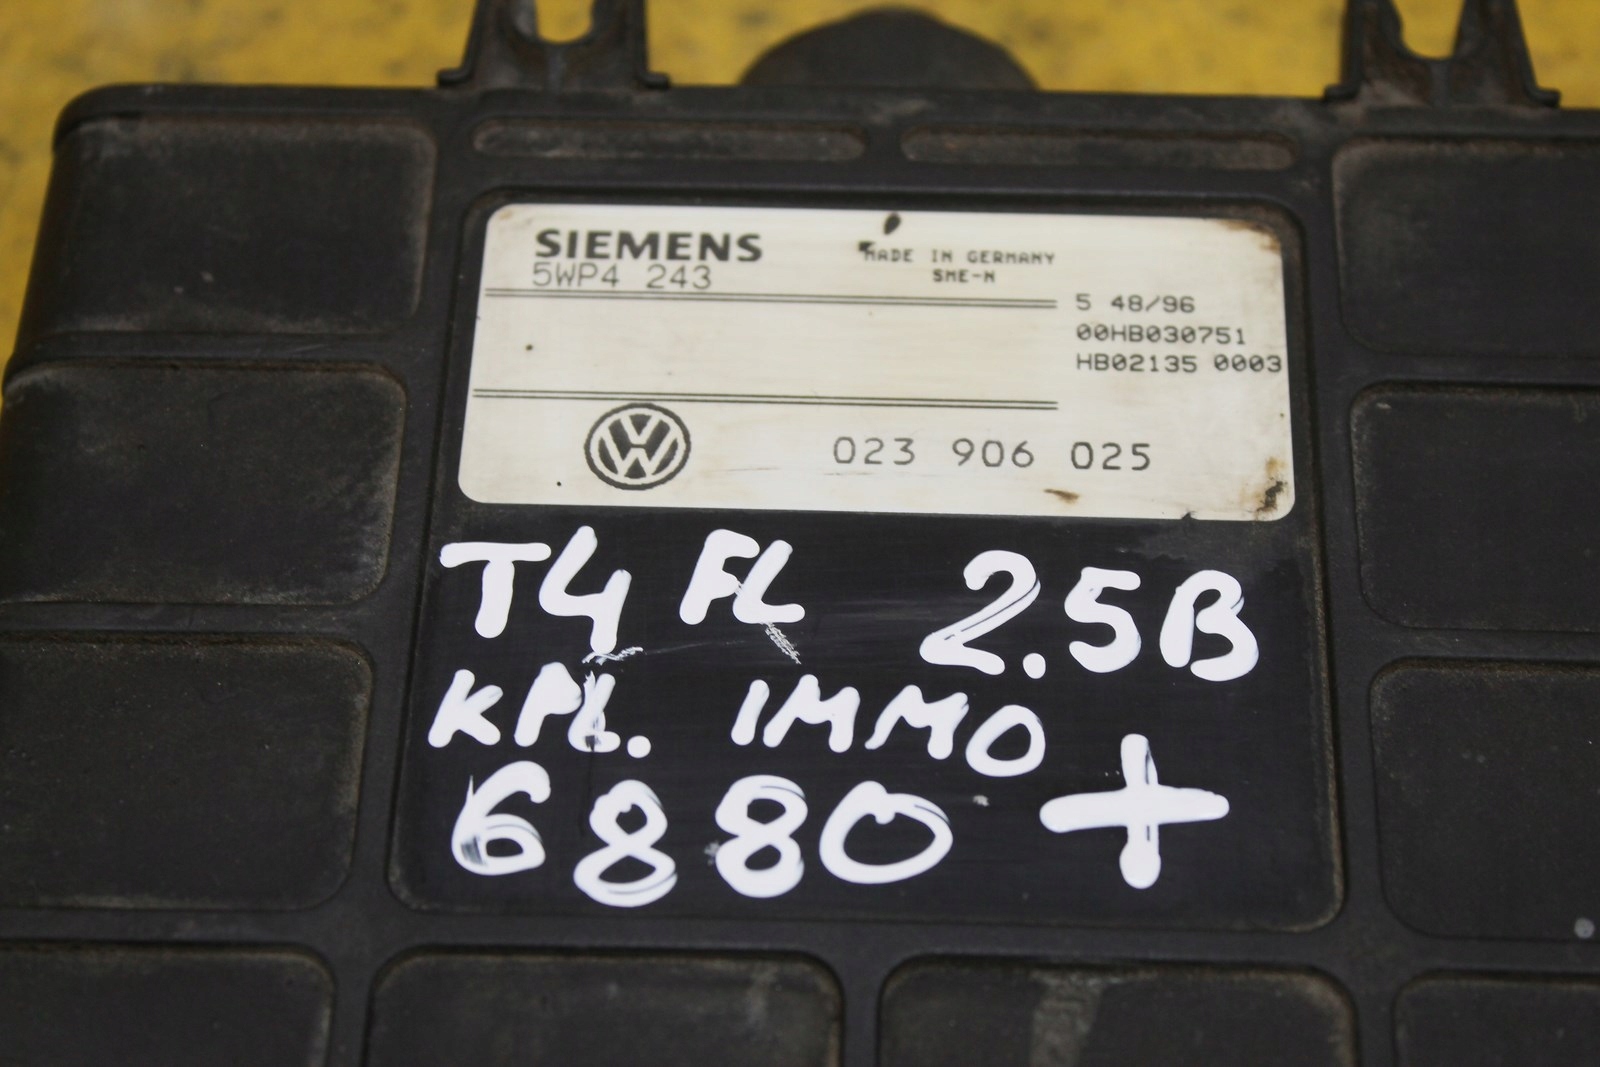 SIEMENS
5WP4 243
MADE IN GERMANY
SME-N
5 48/96
00HB030751
HB02135 0003
023 906 025
T4 FL 2.5B
KPL. IMMO
6880 +